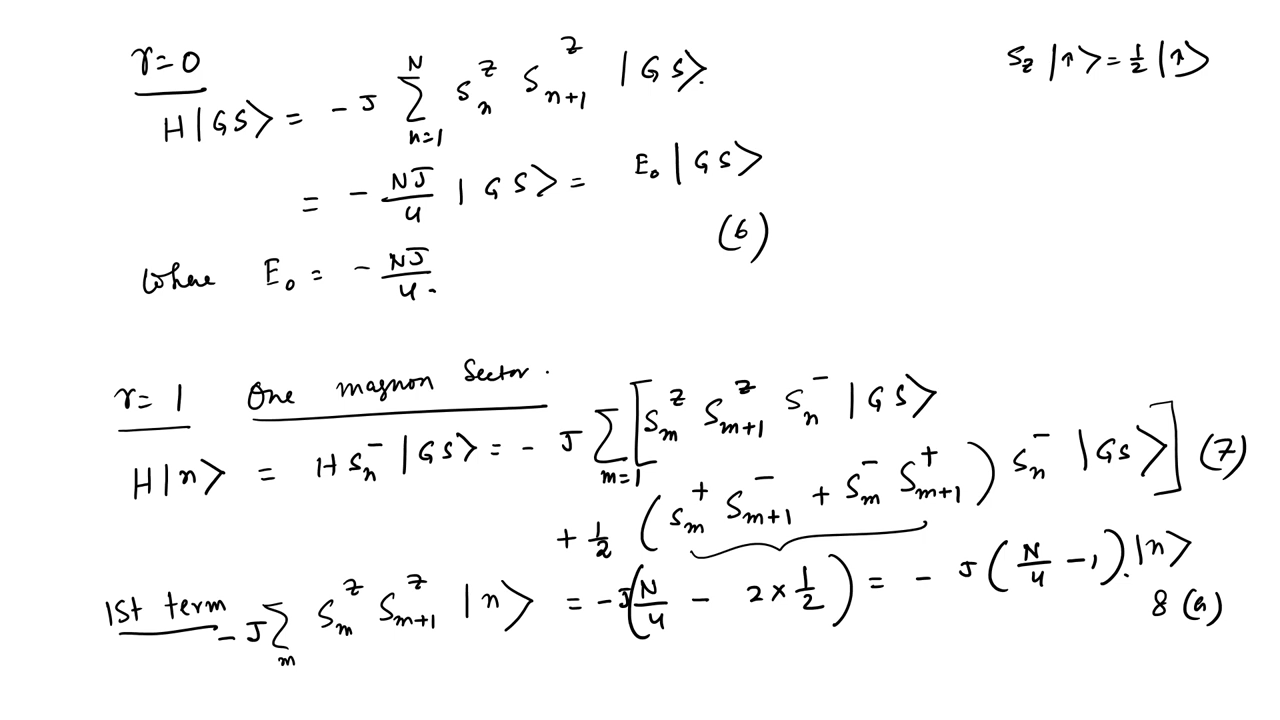 r=0
S_z |↑> = 1/2 |↑>
H|GS> = - J ∑_{n=1}^{N} S_n^z S_{n+1}^z |GS>.
= - NJ/4 |GS> = E_0 |GS>
(6)
where E_0 = - NJ/4.
r= 1 One magnon Sector.
H|n> = H S_n^- |GS> = - J ∑_{m=1} [ S_m^z S_{m+1}^z S_n^- |GS>
+ 1/2 ( S_m^+ S_{m+1}^- + S_m^- S_{m+1}^+ ) S_n^- |GS> ] (7)
1st term - J ∑_m S_m^z S_{m+1}^z |n> = -J ( N/4 - 2 × 1/2 ) = - J ( N/4 - 1 ). |n>
8 (a)